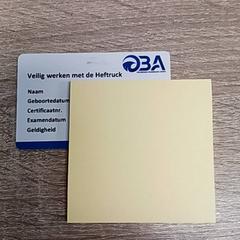 OBA
Veilig werken met de Heftruck
Naam
Geboortedatum
Certificaatnr.
Examendatum
Geldigheid